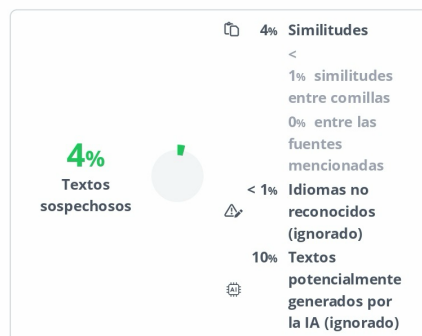 4% Similitudes
<
1% similitudes
entre comillas
0% entre las
fuentes
mencionadas
4%
Textos
sospechosos
< 1% Idiomas no
reconocidos
(ignorado)
10% Textos
potencialmente
generados por
la IA (ignorado)
AI